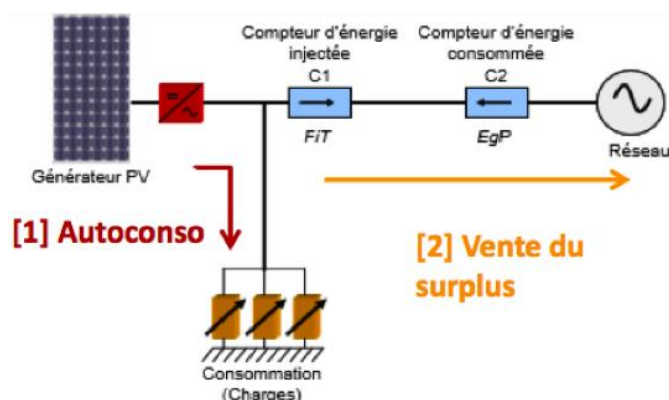 Compteur d'énergie
injectée
C1
Compteur d'énergie
consommée
C2
FiT
EgP
Réseau
Générateur PV
[1] Autoconso
[2] Vente du
surplus
Consommation
(Charges)